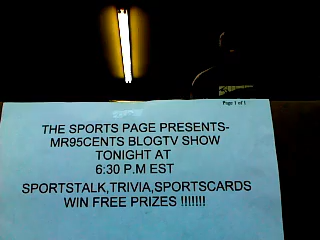 Page 1 of 1
THE SPORTS PAGE PRESENTS-
MR95CENTS BLOGTV SHOW
TONIGHT AT
6:30 P.M EST
SPORTSTALK,TRIVIA,SPORTSCARDS
WIN FREE PRIZES !!!!!!!